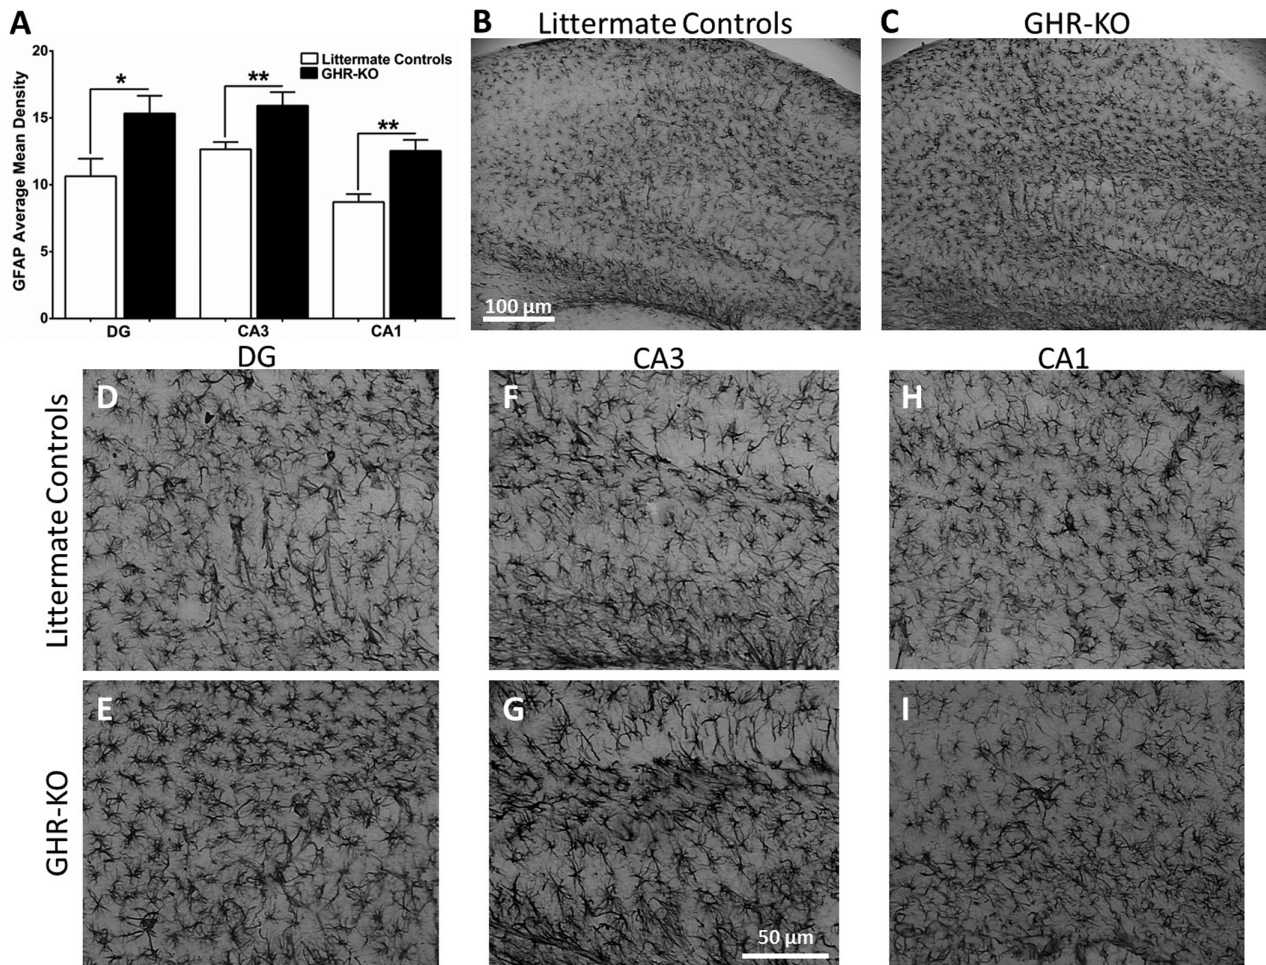 A
B
Littermate Controls
C
GHR-KO
20
15
10
5
0
GFAP Average Mean Density
Littermate Controls
GHR-KO
*
**
**
DG
CA3
CA1
100 µm
DG
CA3
CA1
Littermate Controls
D
F
H
GHR-KO
E
G
I
50 µm